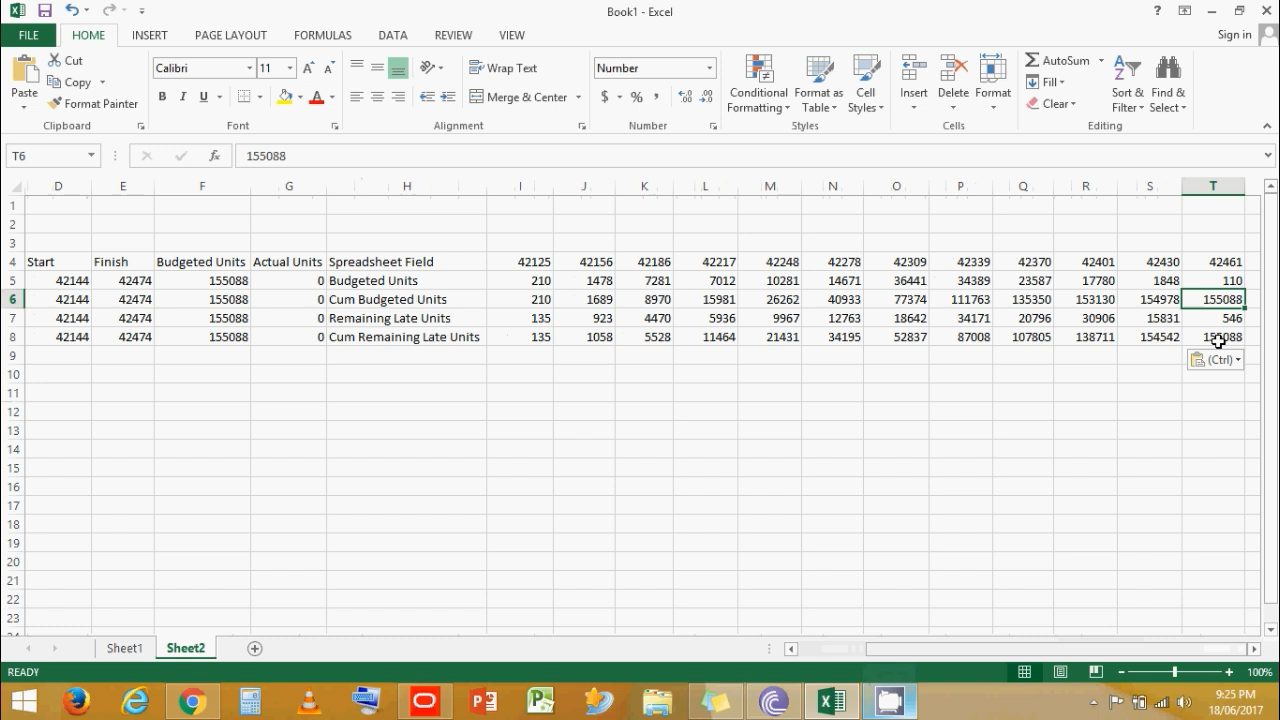 Book1 - Excel
?
FILE HOME INSERT PAGE LAYOUT FORMULAS DATA REVIEW VIEW Sign in
Paste Cut Copy Format Painter
Clipboard
Calibri 11 A A B I U A
Font
Wrap Text Merge & Center
Alignment
Number $ % ,
Number
Conditional Formatting Format as Table Cell Styles
Styles
Insert Delete Format
Cells
AutoSum Fill Clear Sort & Filter Find & Select
Editing
T6 fx 155088
D E F G H I J K L M N O P Q R S T
1
2
3
4 Start Finish Budgeted Units Actual Units Spreadsheet Field 42125 42156 42186 42217 42248 42278 42309 42339 42370 42401 42430 42461
5 42144 42474 155088 0 Budgeted Units 210 1478 7281 7012 10281 14671 36441 34389 23587 17780 1848 110
6 42144 42474 155088 0 Cum Budgeted Units 210 1689 8970 15981 26262 40933 77374 111763 135350 153130 154978 155088
7 42144 42474 155088 0 Remaining Late Units 135 923 4470 5936 9967 12763 18642 34171 20796 30906 15831 546
8 42144 42474 155088 0 Cum Remaining Late Units 135 1058 5528 11464 21431 34195 52837 87008 107805 138711 154542 155088
9 (Ctrl)
10
11
12
13
14
15
16
17
18
19
20
21
22
23
Sheet1 Sheet2
READY 100%
9:25 PM
18/06/2017